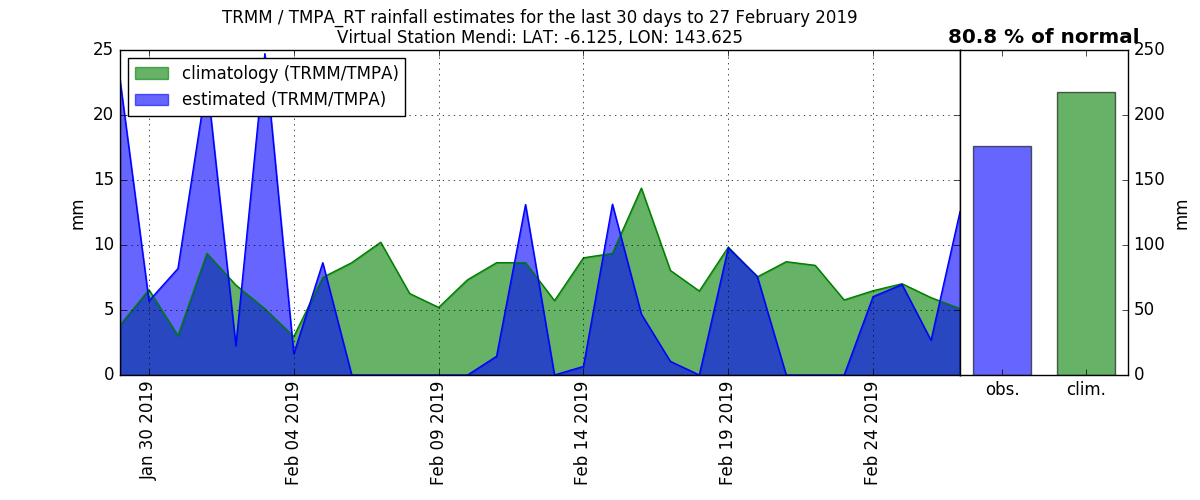 TRMM / TMPA_RT rainfall estimates for the last 30 days to 27 February 2019
Virtual Station Mendi: LAT: -6.125, LON: 143.625
80.8 % of normal
climatology (TRMM/TMPA)
estimated (TRMM/TMPA)
25
20
15
10
5
0
mm
Jan 30 2019
Feb 04 2019
Feb 09 2019
Feb 14 2019
Feb 19 2019
Feb 24 2019
250
200
150
100
50
0
mm
obs.
clim.